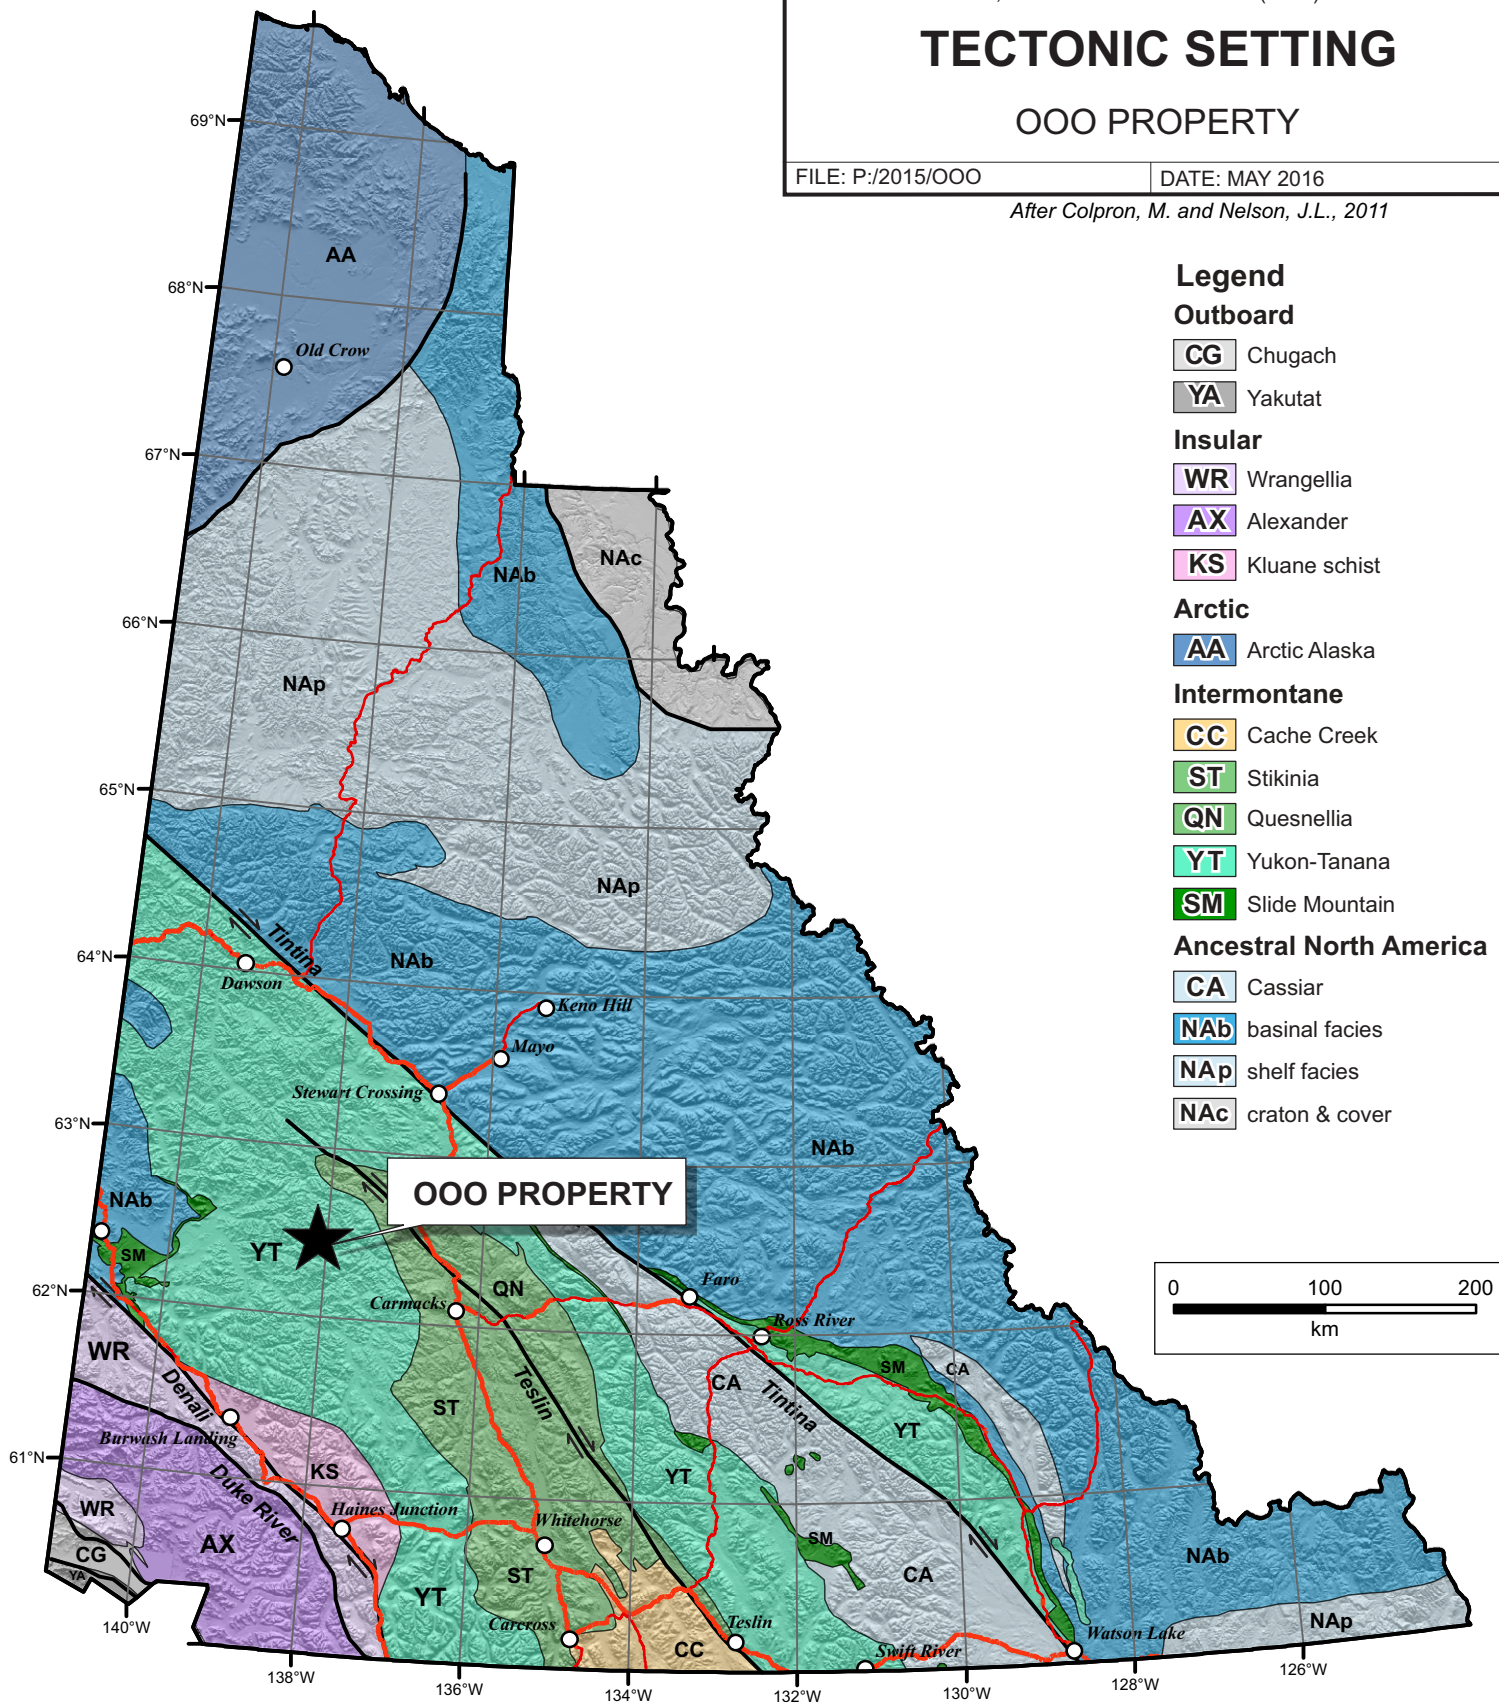 TECTONIC SETTING
OOO PROPERTY
FILE: P:/2015/OOO
DATE: MAY 2016
After Colpron, M. and Nelson, J.L., 2011
Legend
Outboard
CG Chugach
YA Yakutat
Insular
WR Wrangellia
AX Alexander
KS Kluane schist
Arctic
AA Arctic Alaska
Intermontane
CC Cache Creek
ST Stikinia
QN Quesnellia
YT Yukon-Tanana
SM Slide Mountain
Ancestral North America
CA Cassiar
NAb basinal facies
NAp shelf facies
NAc craton & cover
0 100 200
km
69°N
68°N
67°N
66°N
65°N
64°N
63°N
62°N
61°N
140°W
138°W
136°W
134°W
132°W
130°W
128°W
126°W
AA
Old Crow
NAc
NAb
NAp
NAp
Tintina
NAb
Dawson
Keno Hill
Mayo
Stewart Crossing
NAb
OOO PROPERTY
NAb
SM
YT
QN
Carmacks
Faro
Ross River
WR
Denali
Burwash Landing
ST
Teslin
CA
Tintina
SM
CA
YT
KS
Duke River
Haines Junction
YT
WR
AX
Whitehorse
SM
CG
YA
YT
ST
Carcross
CC
Teslin
CA
Swift River
Watson Lake
NAb
NAp